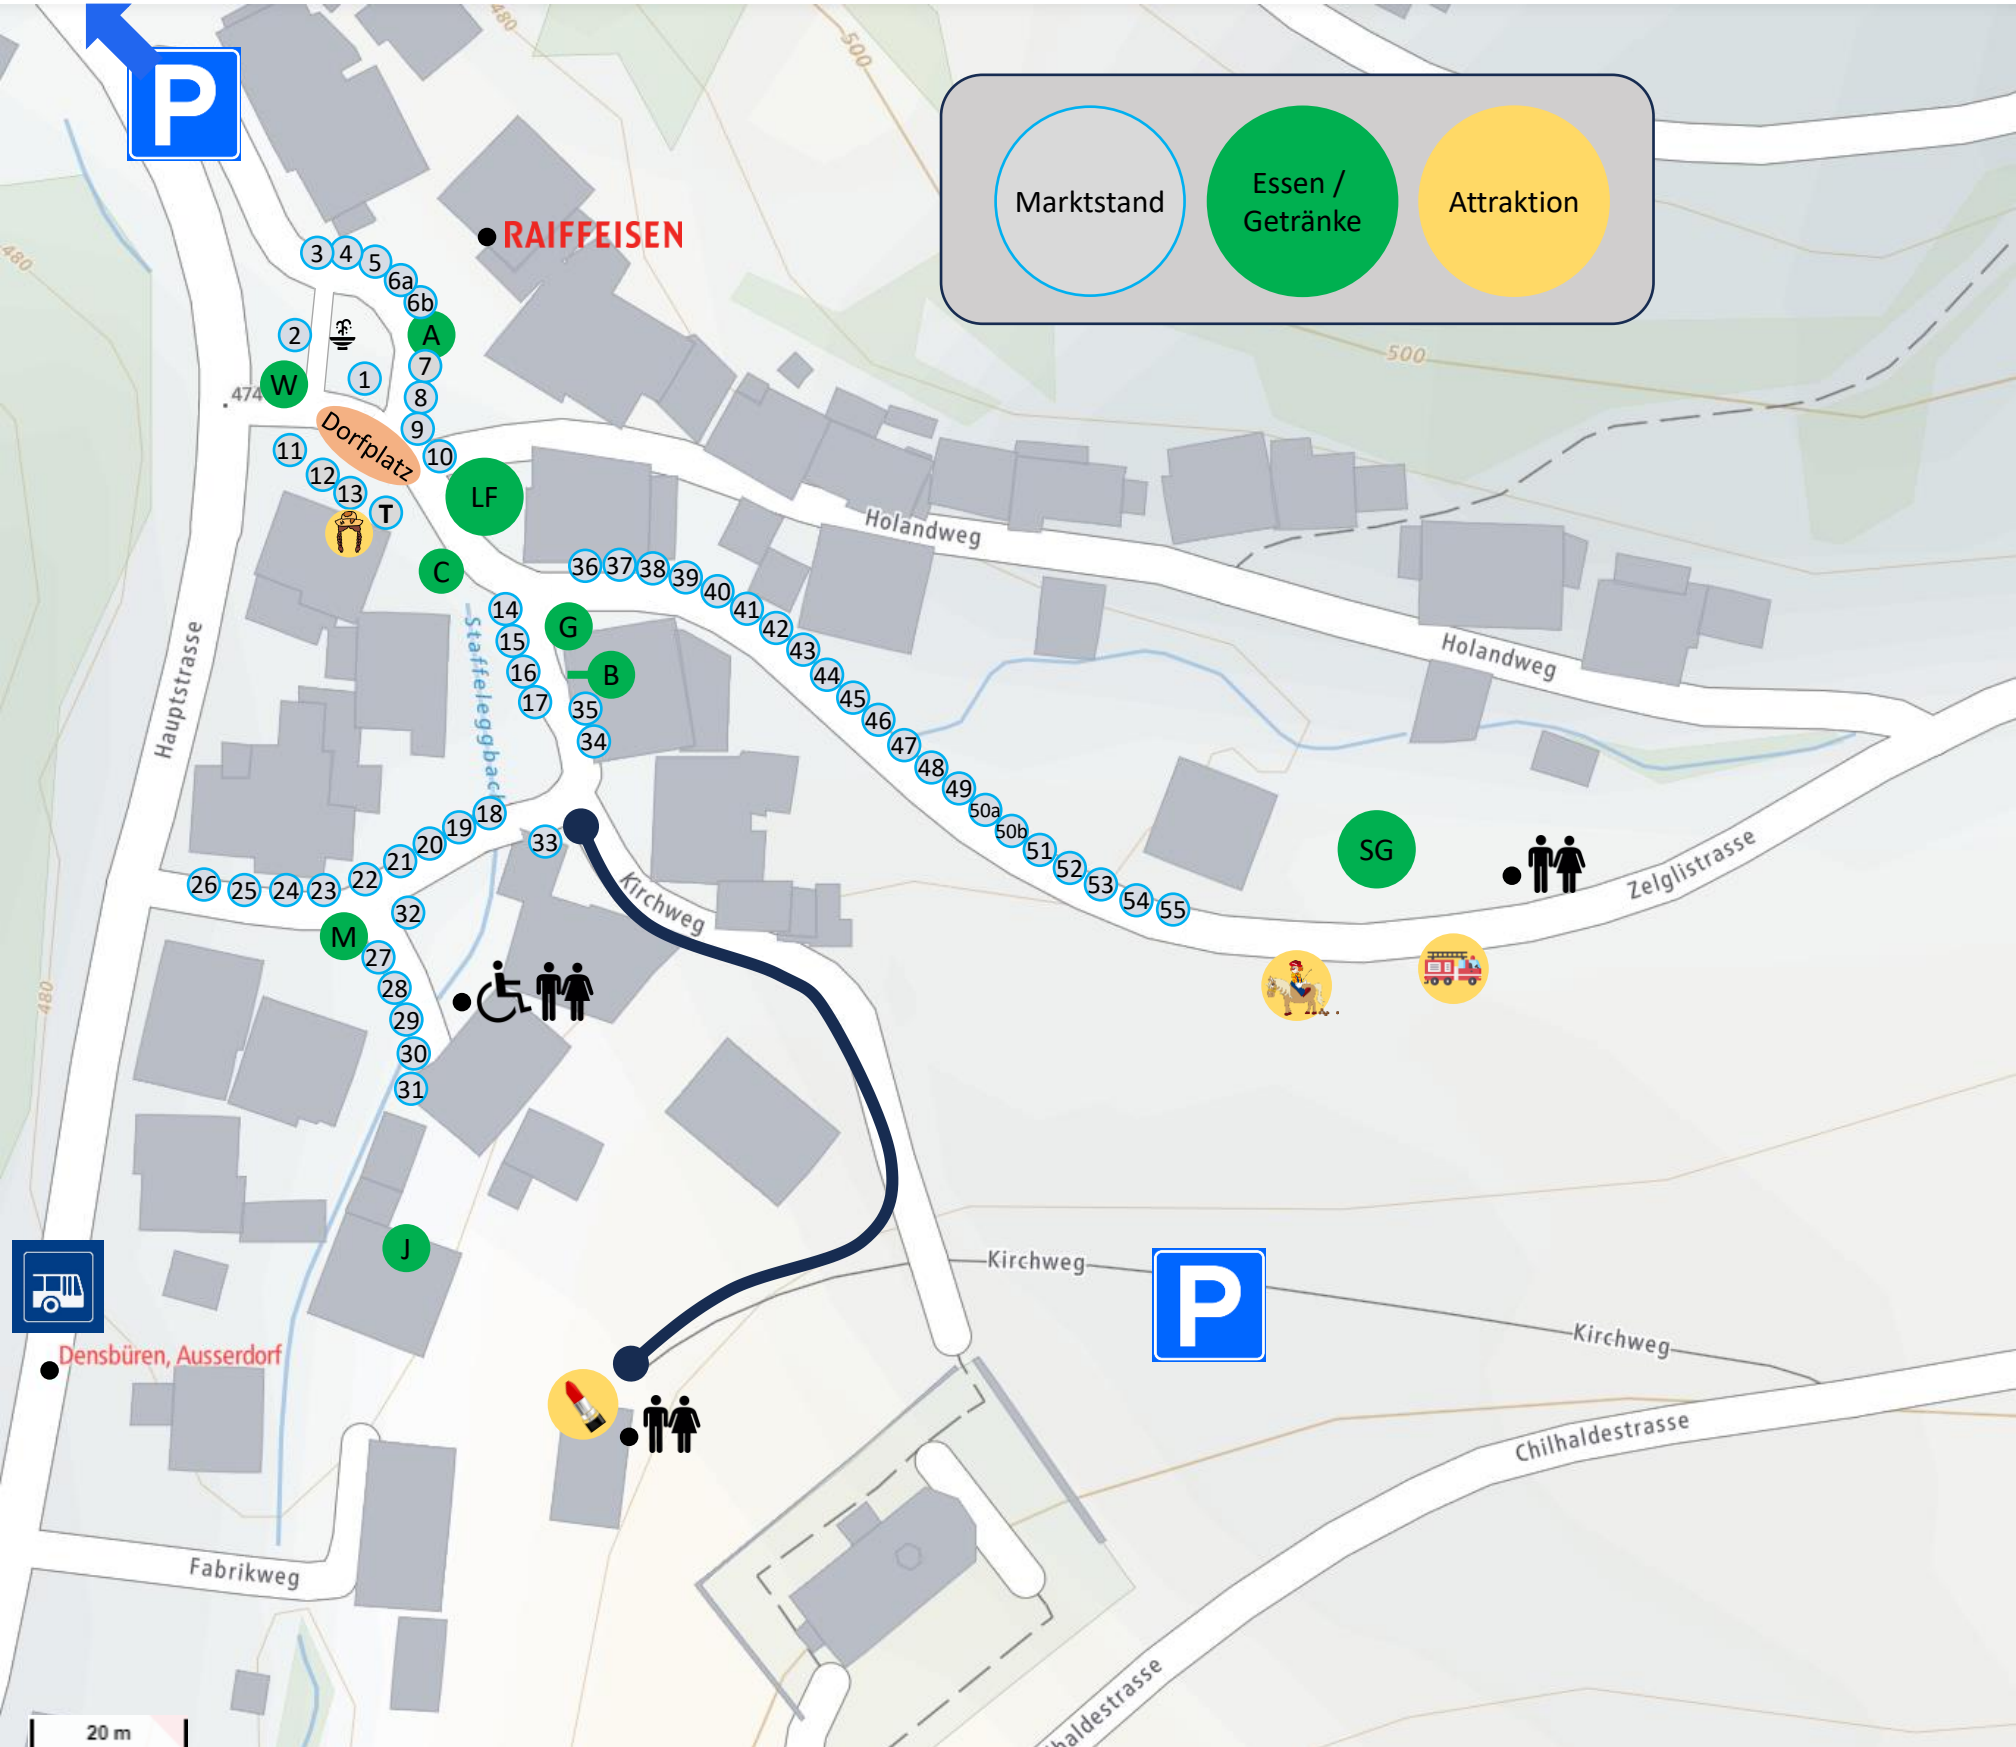 480
500
P
Marktstand
Essen /
Getränke
Attraktion
RAIFFEISEN
480
3
4
5
6a
6b
2
A
7
1
W
474
8
9
Dorfplatz
10
11
12
13
T
LF
C
500
Holandweg
36
37
38
39
40
41
42
43
44
45
46
47
48
49
50a
50b
51
52
53
54
55
14
15
16
17
G
B
35
34
Holandweg
Hauptstrasse
Staffeleggbach
18
19
20
21
22
23
24
25
26
33
Kirchweg
SG
Zelglistrasse
32
M
27
28
29
30
31
480
J
Kirchweg
P
Kirchweg
Densbüren, Ausserdorf
Chilhaldestrasse
Fabrikweg
haldestrasse
20 m